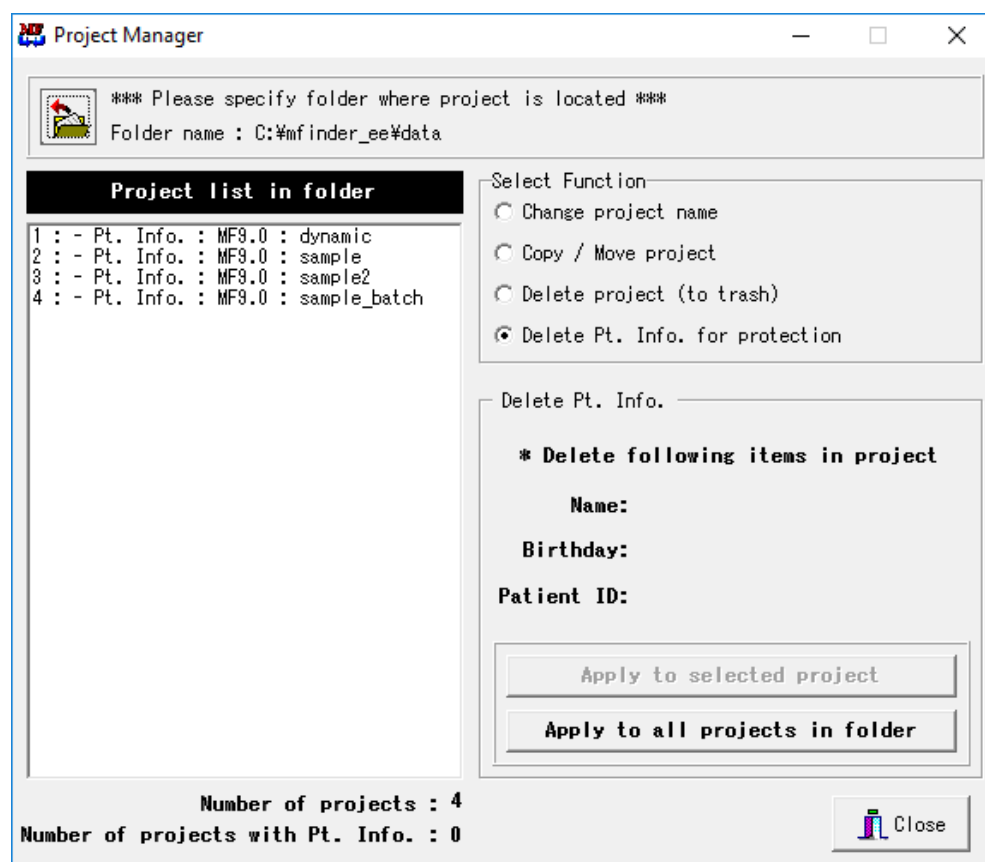 Project Manager
*** Please specify folder where project is located ***
Folder name : C:¥mfinder_ee¥data
Project list in folder
1 : - Pt. Info. : MF9.0 : dynamic
2 : - Pt. Info. : MF9.0 : sample
3 : - Pt. Info. : MF9.0 : sample2
4 : - Pt. Info. : MF9.0 : sample_batch
Number of projects : 4
Number of projects with Pt. Info. : 0
Select Function
Change project name
Copy / Move project
Delete project (to trash)
Delete Pt. Info. for protection
Delete Pt. Info.
* Delete following items in project
Name:
Birthday:
Patient ID:
Apply to selected project
Apply to all projects in folder
Close